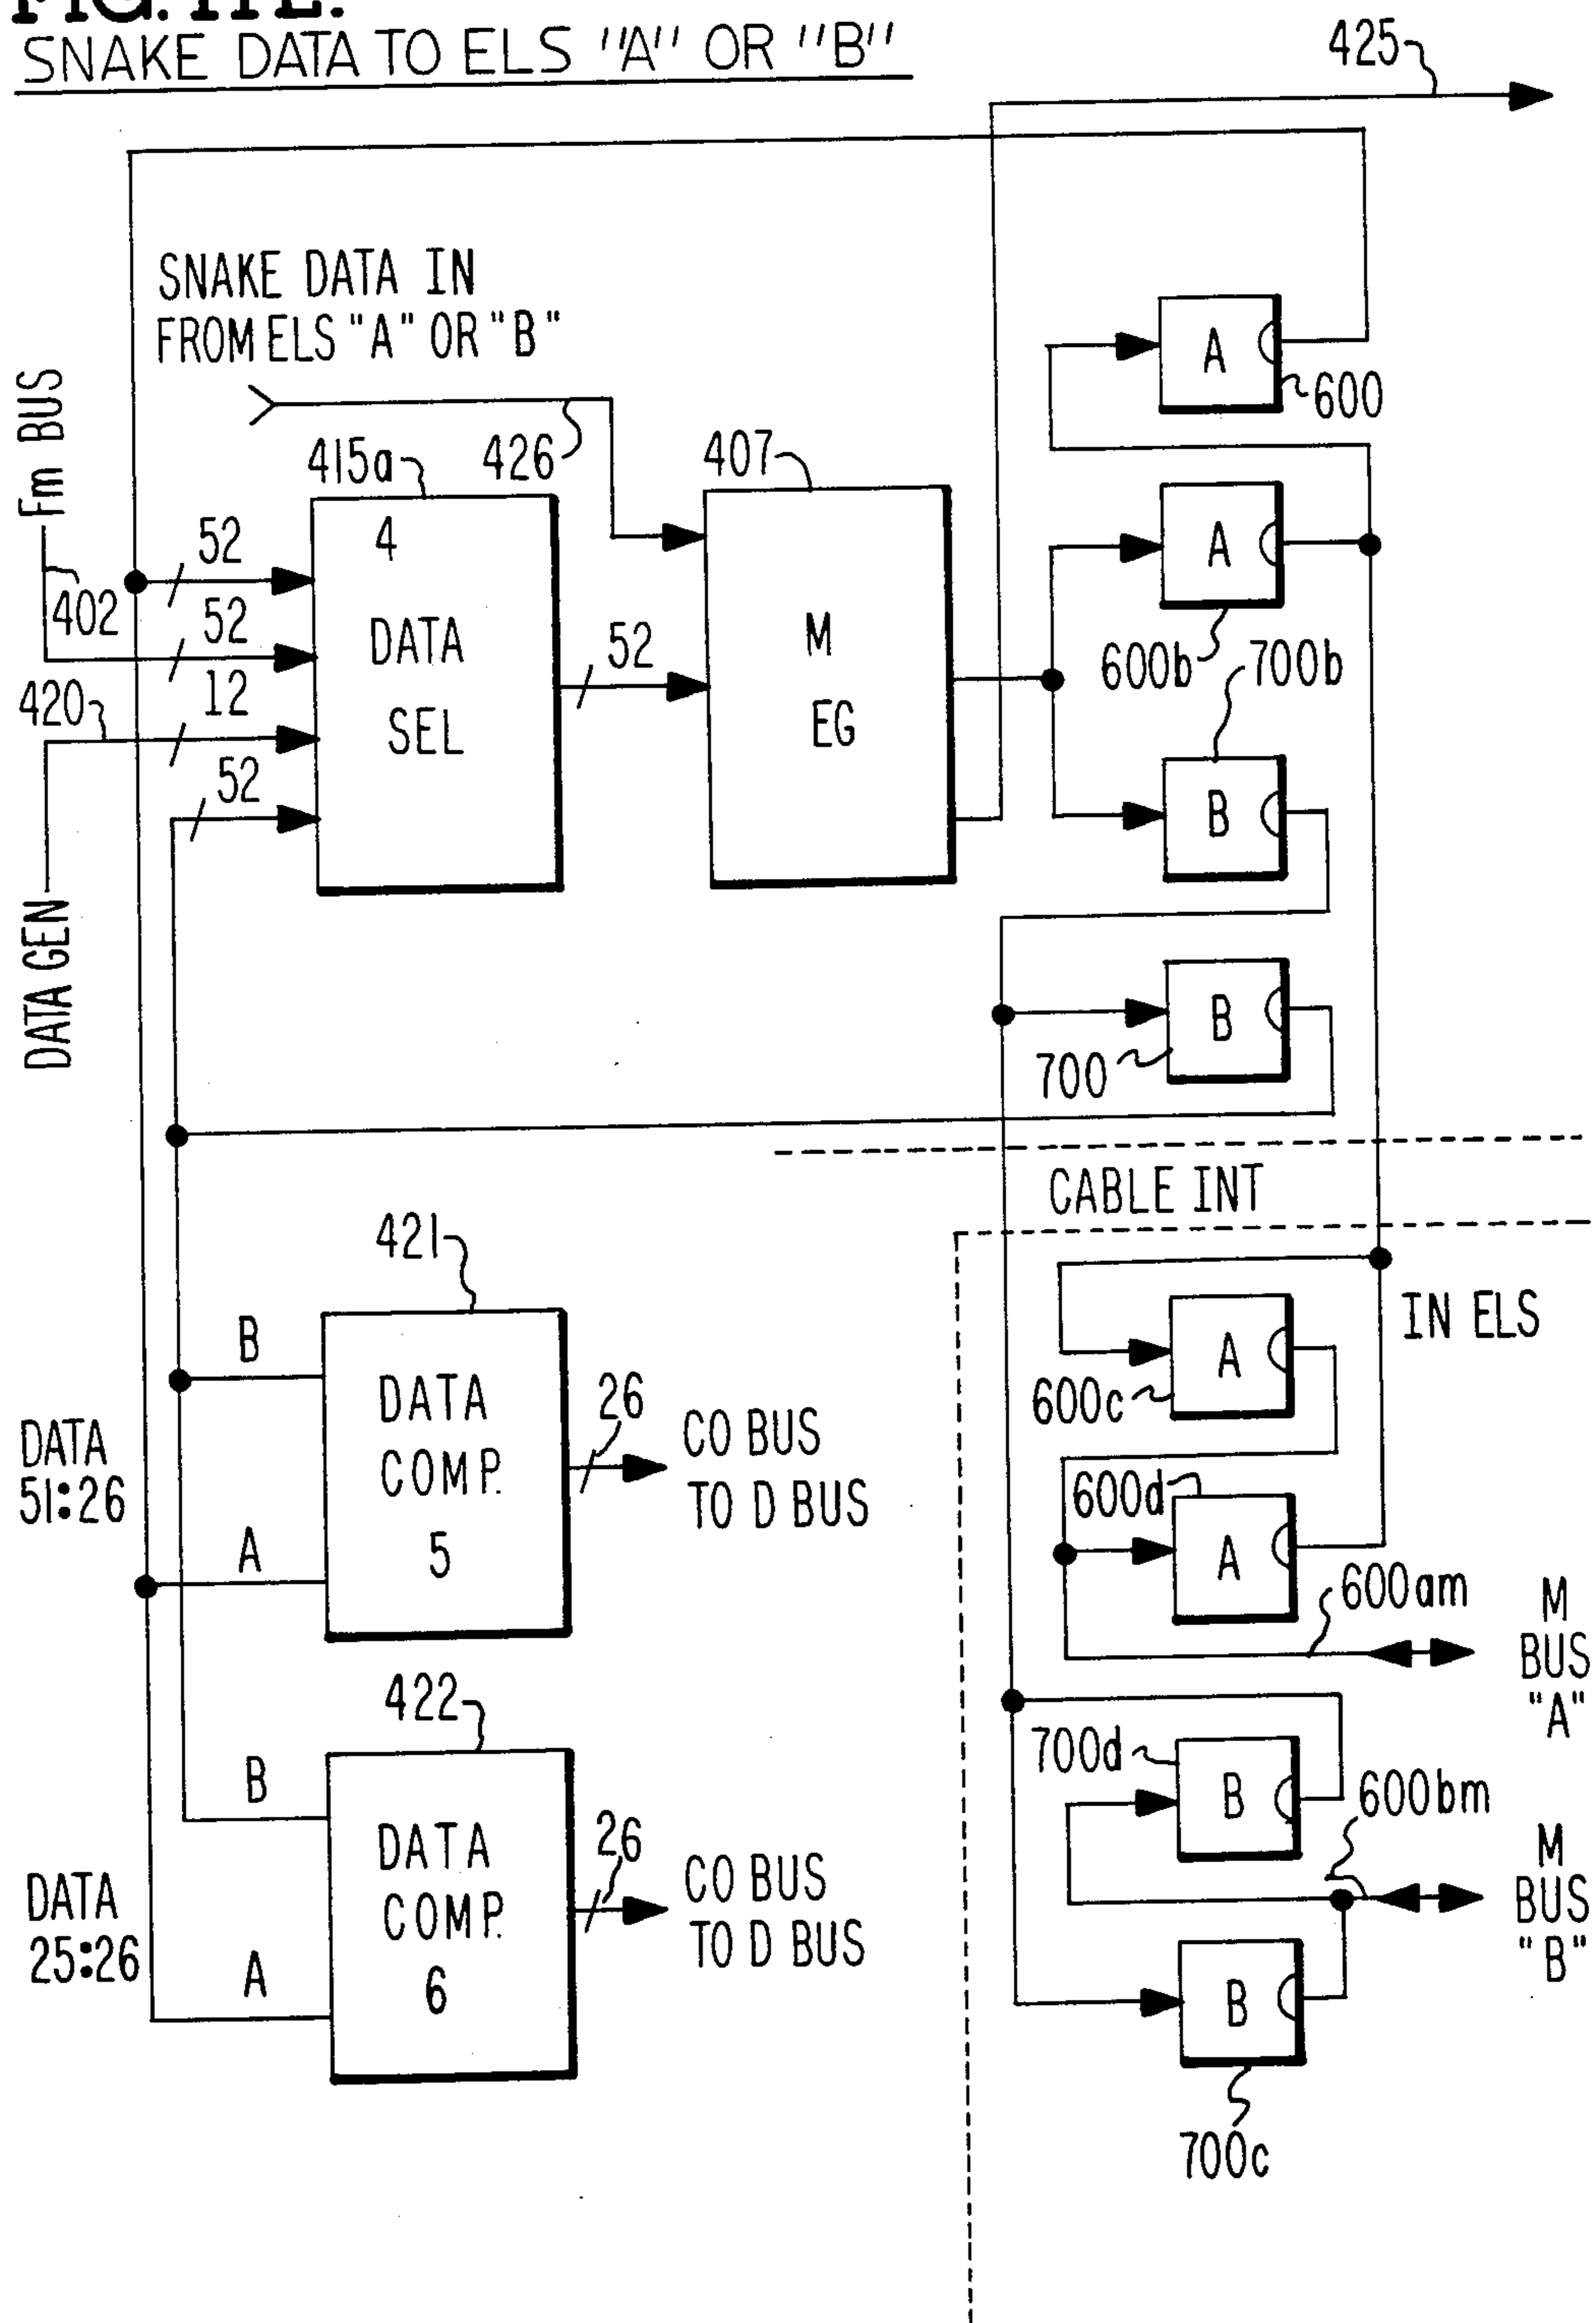 SNAKE DATA TO ELS "A" OR "B"
425
SNAKE DATA IN
FROM ELS "A" OR "B"
A
600
Fm BUS
415a
426
407
402
52
52
12
52
420
4
DATA
SEL
52
M
EG
A
600b
700b
B
DATA GEN
B
700
CABLE INT
421
B
DATA
COMP.
5
26
CO BUS
TO D BUS
DATA
51:26
A
IN ELS
A
600c
600d
A
600am
M
BUS
"A"
422
B
DATA
COMP.
6
26
CO BUS
TO D BUS
DATA
25:26
A
700d
B
600bm
M
BUS
"B"
B
700c